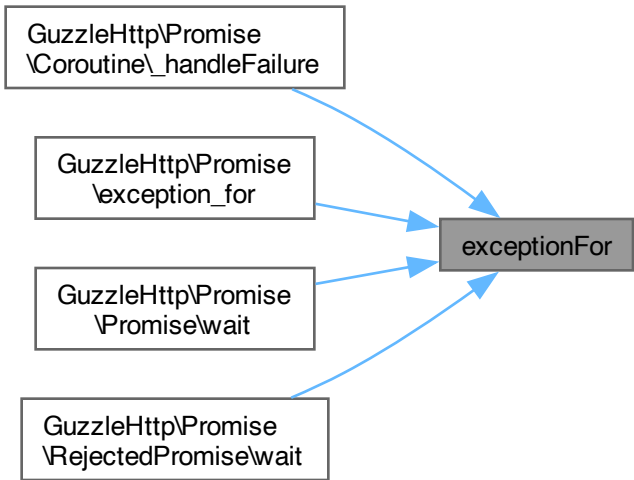 GuzzleHttp\Promise
\Coroutine\_handleFailure
GuzzleHttp\Promise
\exception_for
exceptionFor
GuzzleHttp\Promise
\Promise\wait
GuzzleHttp\Promise
\RejectedPromise\wait